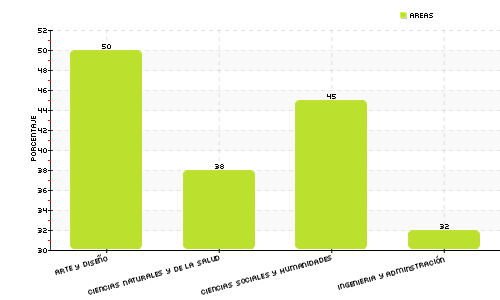 AREAS
PORCENTAJE
52
50
48
46
44
42
40
38
36
34
32
30
50
38
45
32
ARTE Y DISEÑO
CIENCIAS NATURALES Y DE LA SALUD
CIENCIAS SOCIALES Y HUMANIDADES
INGENIERIA Y ADMINSTRACIÓN